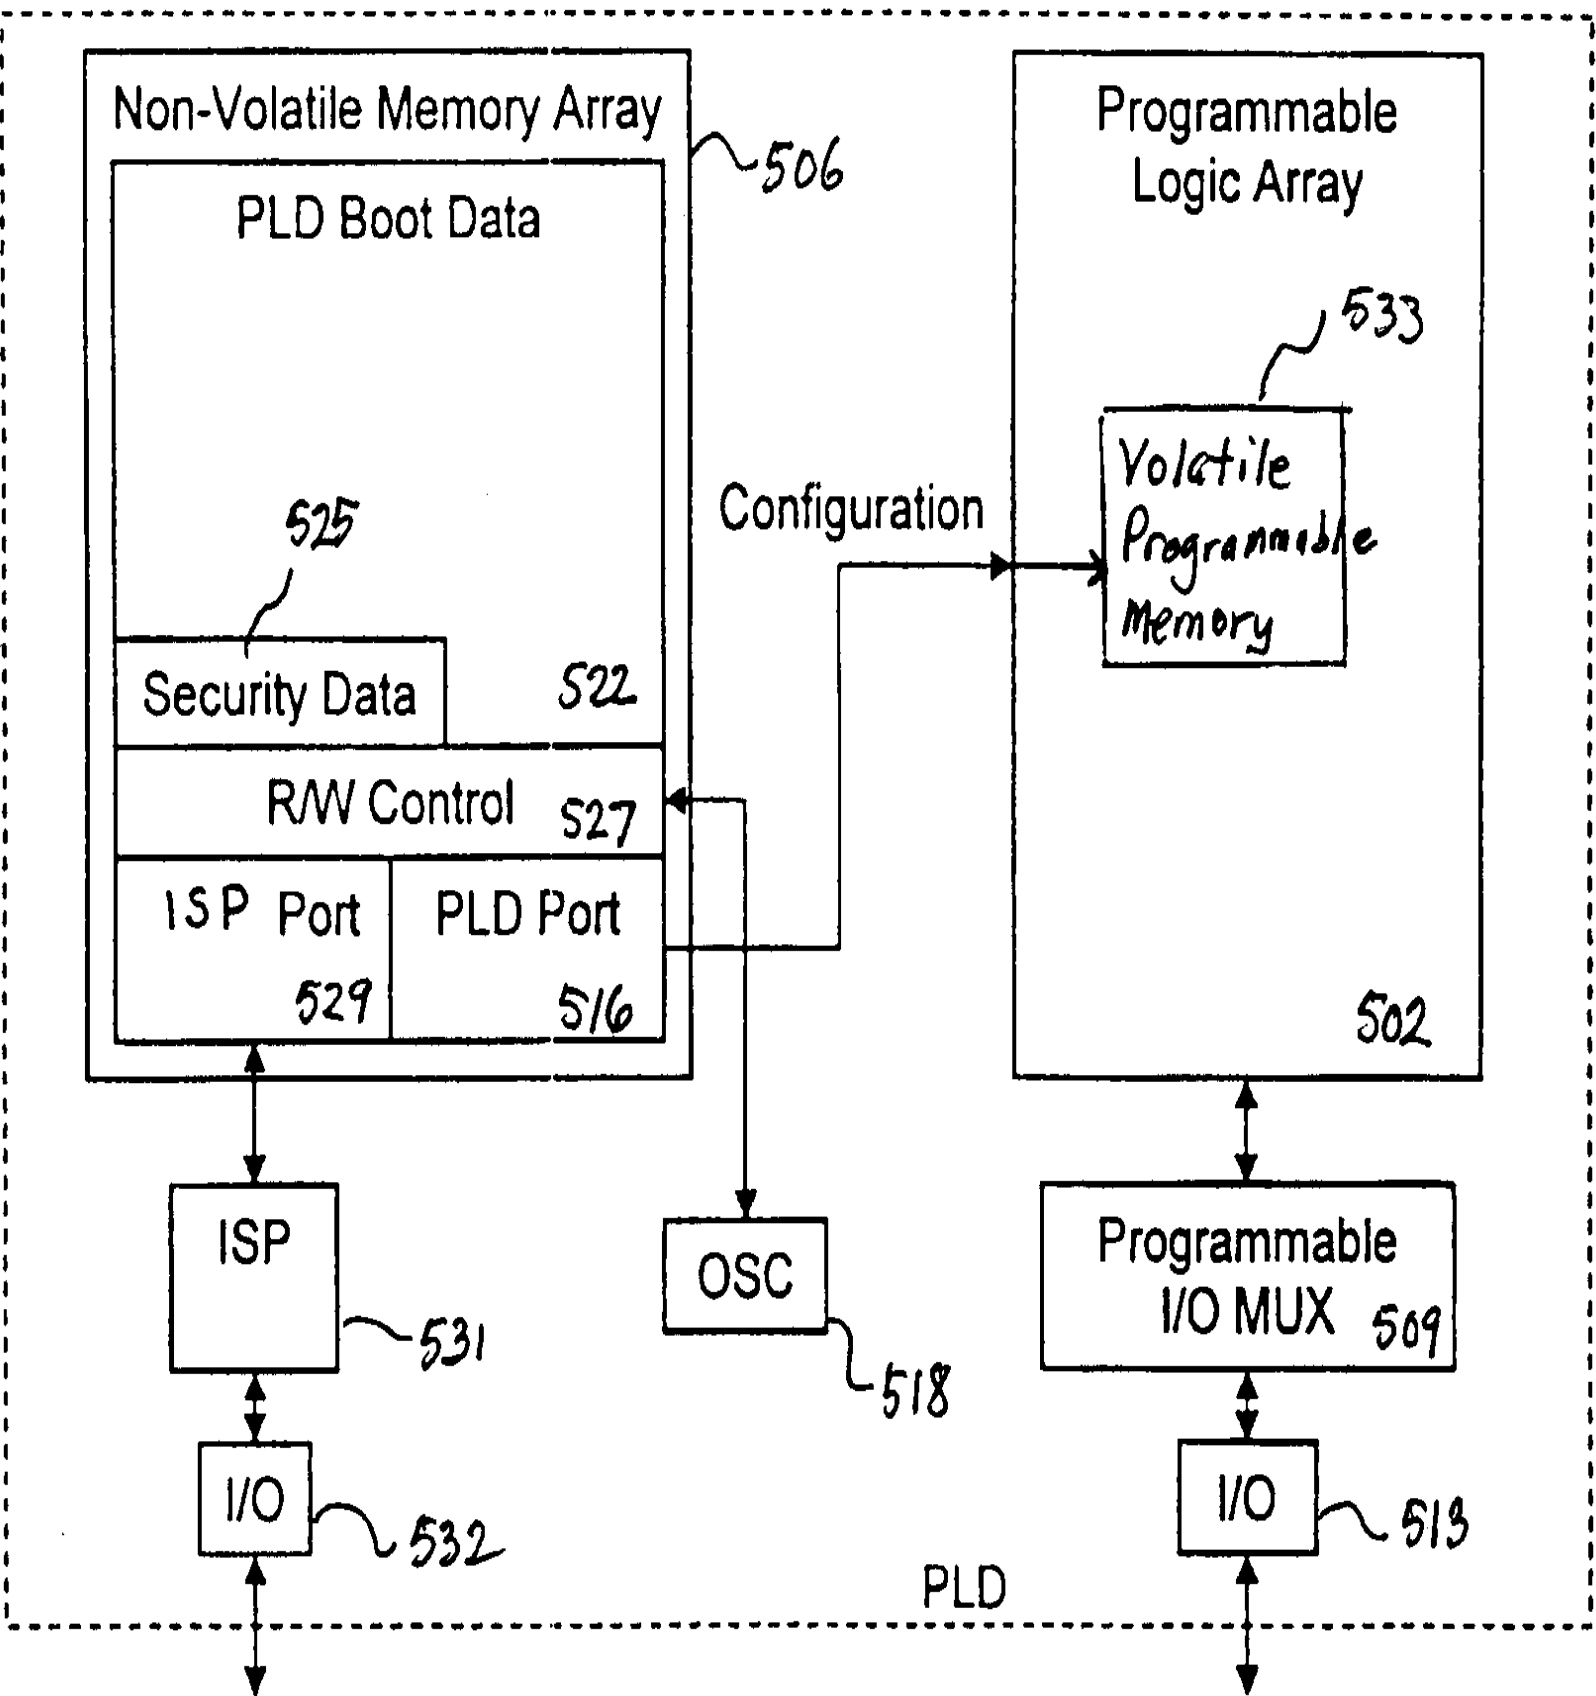 Non-Volatile Memory Array
506
PLD Boot Data
525
Security Data
522
R/W Control
527
ISP Port
529
PLD Port
516
Configuration
Programmable
Logic Array
533
Volatile
Programmable
Memory
502
ISP
531
OSC
518
Programmable
I/O MUX
509
I/O
532
I/O
513
PLD